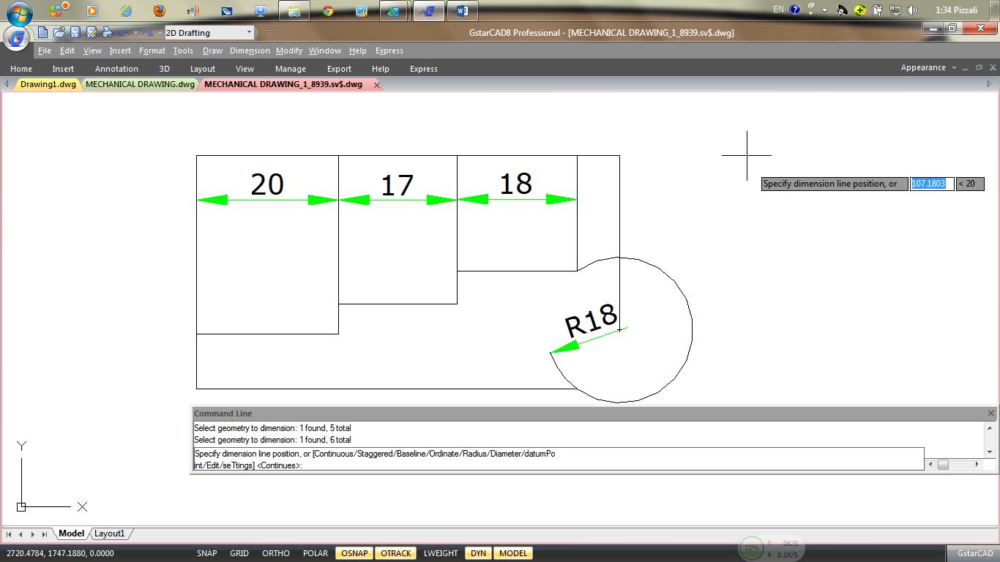 EN
1:34 Pizzali
2D Drafting
GstarCAD8 Professional - [MECHANICAL DRAWING_1_8939.sv$.dwg]
File Edit View Insert Format Tools Draw Dimension Modify Window Help Express
Home Insert Annotation 3D Layout View Manage Export Help Express Appearance
Drawing1.dwg MECHANICAL DRAWING.dwg MECHANICAL DRAWING_1_8939.sv$.dwg
20 17 18
Specify dimension line position, or 107.1803 < 20
R18
Command Line
Select geometry to dimension: 1 found, 5 total
Select geometry to dimension: 1 found, 6 total
Specify dimension line position, or [Continuous/Staggered/Baseline/Ordinate/Radius/Diameter/datumPo
int/Edit/seTtings] <Continues>:
Y
X
Model Layout1
2720.4784, 1747.1880, 0.0000 SNAP GRID ORTHO POLAR OSNAP OTRACK LWEIGHT DYN MODEL
32% 0K/S
0.1K/S
GstarCAD